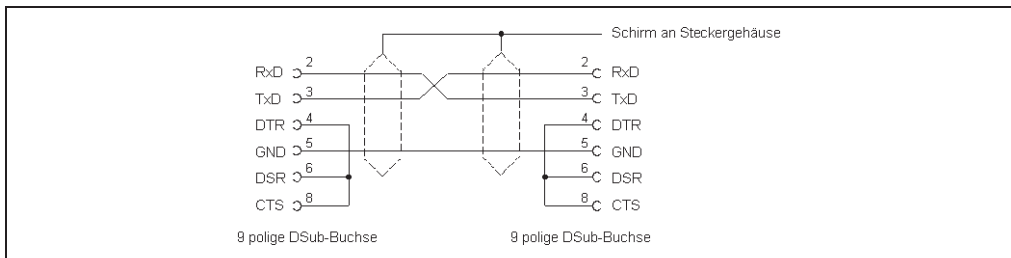 Schirm an Steckergehäuse
RxD 2 2 RxD
TxD 3 3 TxD
DTR 4 4 DTR
GND 5 5 GND
DSR 6 6 DSR
CTS 8 8 CTS
9 polige DSub-Buchse 9 polige DSub-Buchse